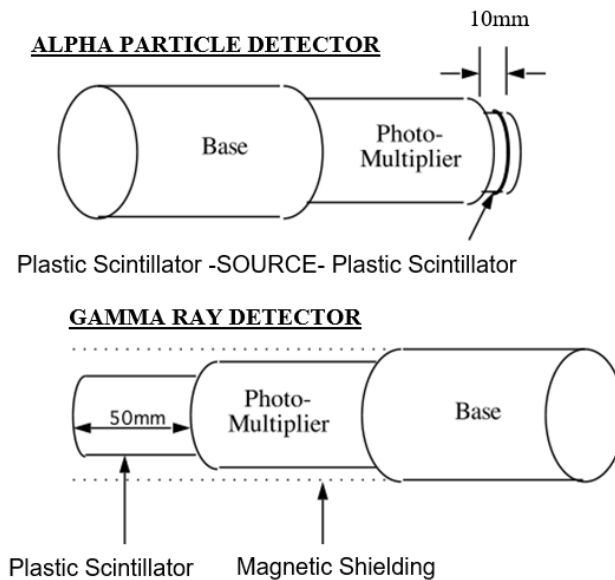 10mm
ALPHA PARTICLE DETECTOR
Base
Photo-
Multiplier
Plastic Scintillator -SOURCE- Plastic Scintillator
GAMMA RAY DETECTOR
50mm
Photo-
Multiplier
Base
Plastic Scintillator
Magnetic Shielding